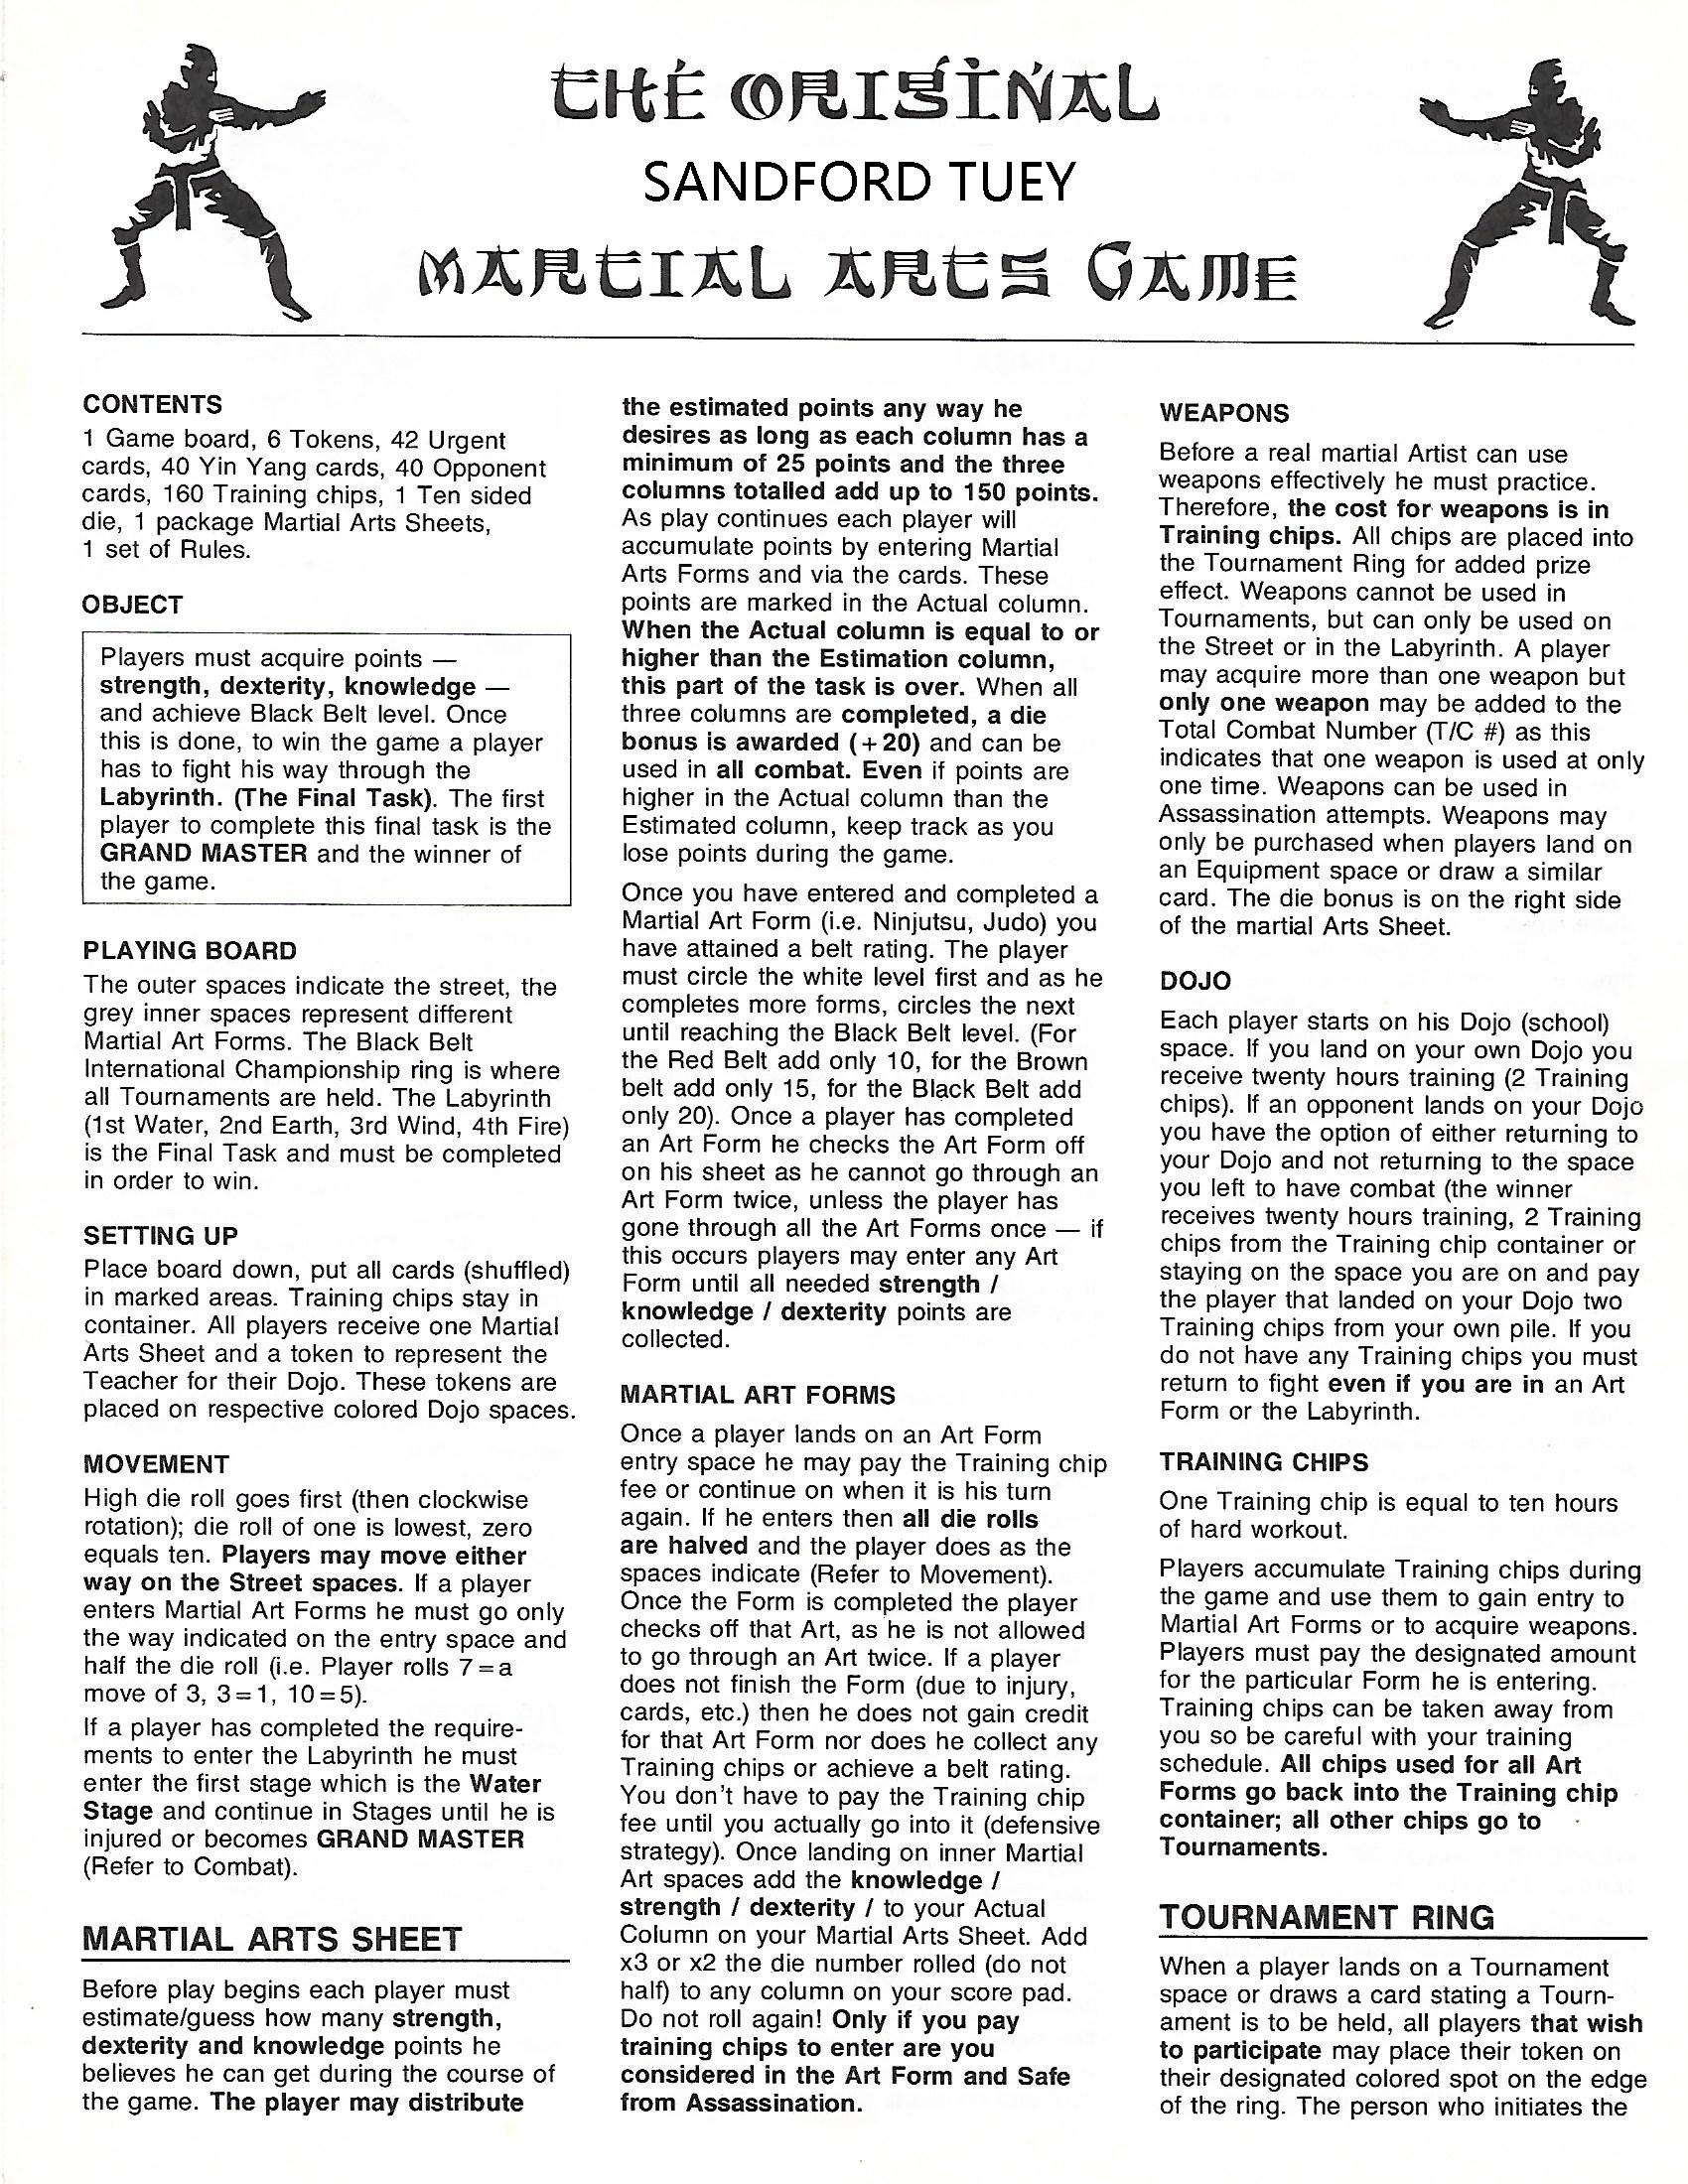 THE ORIGINAL
SANDFORD TUEY
MARTIAL ARTS GAME
CONTENTS
1 Game board, 6 Tokens, 42 Urgent
cards, 40 Yin Yang cards, 40 Opponent
cards, 160 Training chips, 1 Ten sided
die, 1 package Martial Arts Sheets,
1 set of Rules.
OBJECT
Players must acquire points —
strength, dexterity, knowledge —
and achieve Black Belt level. Once
this is done, to win the game a player
has to fight his way through the
Labyrinth. (The Final Task). The first
player to complete this final task is the
GRAND MASTER and the winner of
the game.
PLAYING BOARD
The outer spaces indicate the street, the
grey inner spaces represent different
Martial Art Forms. The Black Belt
International Championship ring is where
all Tournaments are held. The Labyrinth
(1st Water, 2nd Earth, 3rd Wind, 4th Fire)
is the Final Task and must be completed
in order to win.
SETTING UP
Place board down, put all cards (shuffled)
in marked areas. Training chips stay in
container. All players receive one Martial
Arts Sheet and a token to represent the
Teacher for their Dojo. These tokens are
placed on respective colored Dojo spaces.
MOVEMENT
High die roll goes first (then clockwise
rotation); die roll of one is lowest, zero
equals ten. Players may move either
way on the Street spaces. If a player
enters Martial Art Forms he must go only
the way indicated on the entry space and
half the die roll (i.e. Player rolls 7=a
move of 3, 3=1, 10=5).
If a player has completed the require-
ments to enter the Labyrinth he must
enter the first stage which is the Water
Stage and continue in Stages until he is
injured or becomes GRAND MASTER
(Refer to Combat).
MARTIAL ARTS SHEET
Before play begins each player must
estimate/guess how many strength,
dexterity and knowledge points he
believes he can get during the course of
the game. The player may distribute
the estimated points any way he
desires as long as each column has a
minimum of 25 points and the three
columns totalled add up to 150 points.
As play continues each player will
accumulate points by entering Martial
Arts Forms and via the cards. These
points are marked in the Actual column.
When the Actual column is equal to or
higher than the Estimation column,
this part of the task is over. When all
three columns are completed, a die
bonus is awarded (+20) and can be
used in all combat. Even if points are
higher in the Actual column than the
Estimated column, keep track as you
lose points during the game.
Once you have entered and completed a
Martial Art Form (i.e. Ninjutsu, Judo) you
have attained a belt rating. The player
must circle the white level first and as he
completes more forms, circles the next
until reaching the Black Belt level. (For
the Red Belt add only 10, for the Brown
belt add only 15, for the Black Belt add
only 20). Once a player has completed
an Art Form he checks the Art Form off
on his sheet as he cannot go through an
Art Form twice, unless the player has
gone through all the Art Forms once — if
this occurs players may enter any Art
Form until all needed strength /
knowledge / dexterity points are
collected.
MARTIAL ART FORMS
Once a player lands on an Art Form
entry space he may pay the Training chip
fee or continue on when it is his turn
again. If he enters then all die rolls
are halved and the player does as the
spaces indicate (Refer to Movement).
Once the Form is completed the player
checks off that Art, as he is not allowed
to go through an Art twice. If a player
does not finish the Form (due to injury,
cards, etc.) then he does not gain credit
for that Art Form nor does he collect any
Training chips or achieve a belt rating.
You don't have to pay the Training chip
fee until you actually go into it (defensive
strategy). Once landing on inner Martial
Art spaces add the knowledge /
strength / dexterity / to your Actual
Column on your Martial Arts Sheet. Add
x3 or x2 the die number rolled (do not
half) to any column on your score pad.
Do not roll again! Only if you pay
training chips to enter are you
considered in the Art Form and Safe
from Assassination.
WEAPONS
Before a real martial Artist can use
weapons effectively he must practice.
Therefore, the cost for weapons is in
Training chips. All chips are placed into
the Tournament Ring for added prize
effect. Weapons cannot be used in
Tournaments, but can only be used on
the Street or in the Labyrinth. A player
may acquire more than one weapon but
only one weapon may be added to the
Total Combat Number (T/C #) as this
indicates that one weapon is used at only
one time. Weapons can be used in
Assassination attempts. Weapons may
only be purchased when players land on
an Equipment space or draw a similar
card. The die bonus is on the right side
of the martial Arts Sheet.
DOJO
Each player starts on his Dojo (school)
space. If you land on your own Dojo you
receive twenty hours training (2 Training
chips). If an opponent lands on your Dojo
you have the option of either returning to
your Dojo and not returning to the space
you left to have combat (the winner
receives twenty hours training, 2 Training
chips from the Training chip container or
staying on the space you are on and pay
the player that landed on your Dojo two
Training chips from your own pile. If you
do not have any Training chips you must
return to fight even if you are in an Art
Form or the Labyrinth.
TRAINING CHIPS
One Training chip is equal to ten hours
of hard workout.
Players accumulate Training chips during
the game and use them to gain entry to
Martial Art Forms or to acquire weapons.
Players must pay the designated amount
for the particular Form he is entering.
Training chips can be taken away from
you so be careful with your training
schedule. All chips used for all Art
Forms go back into the Training chip
container; all other chips go to
Tournaments.
TOURNAMENT RING
When a player lands on a Tournament
space or draws a card stating a Tourn-
ament is to be held, all players that wish
to participate may place their token on
their designated colored spot on the edge
of the ring. The person who initiates the